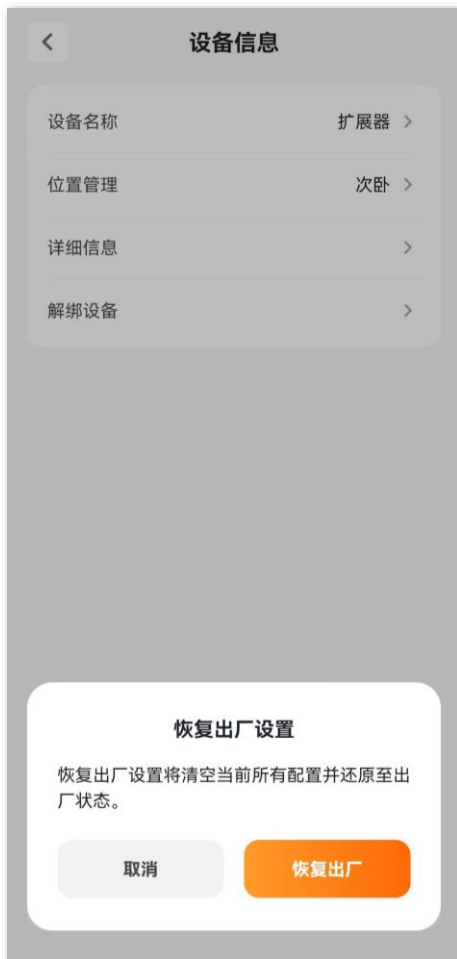 设备信息
设备名称 扩展器
位置管理 次卧
详细信息
解绑设备
恢复出厂设置
恢复出厂设置将清空当前所有配置并还原至出
厂状态。
取消 恢复出厂